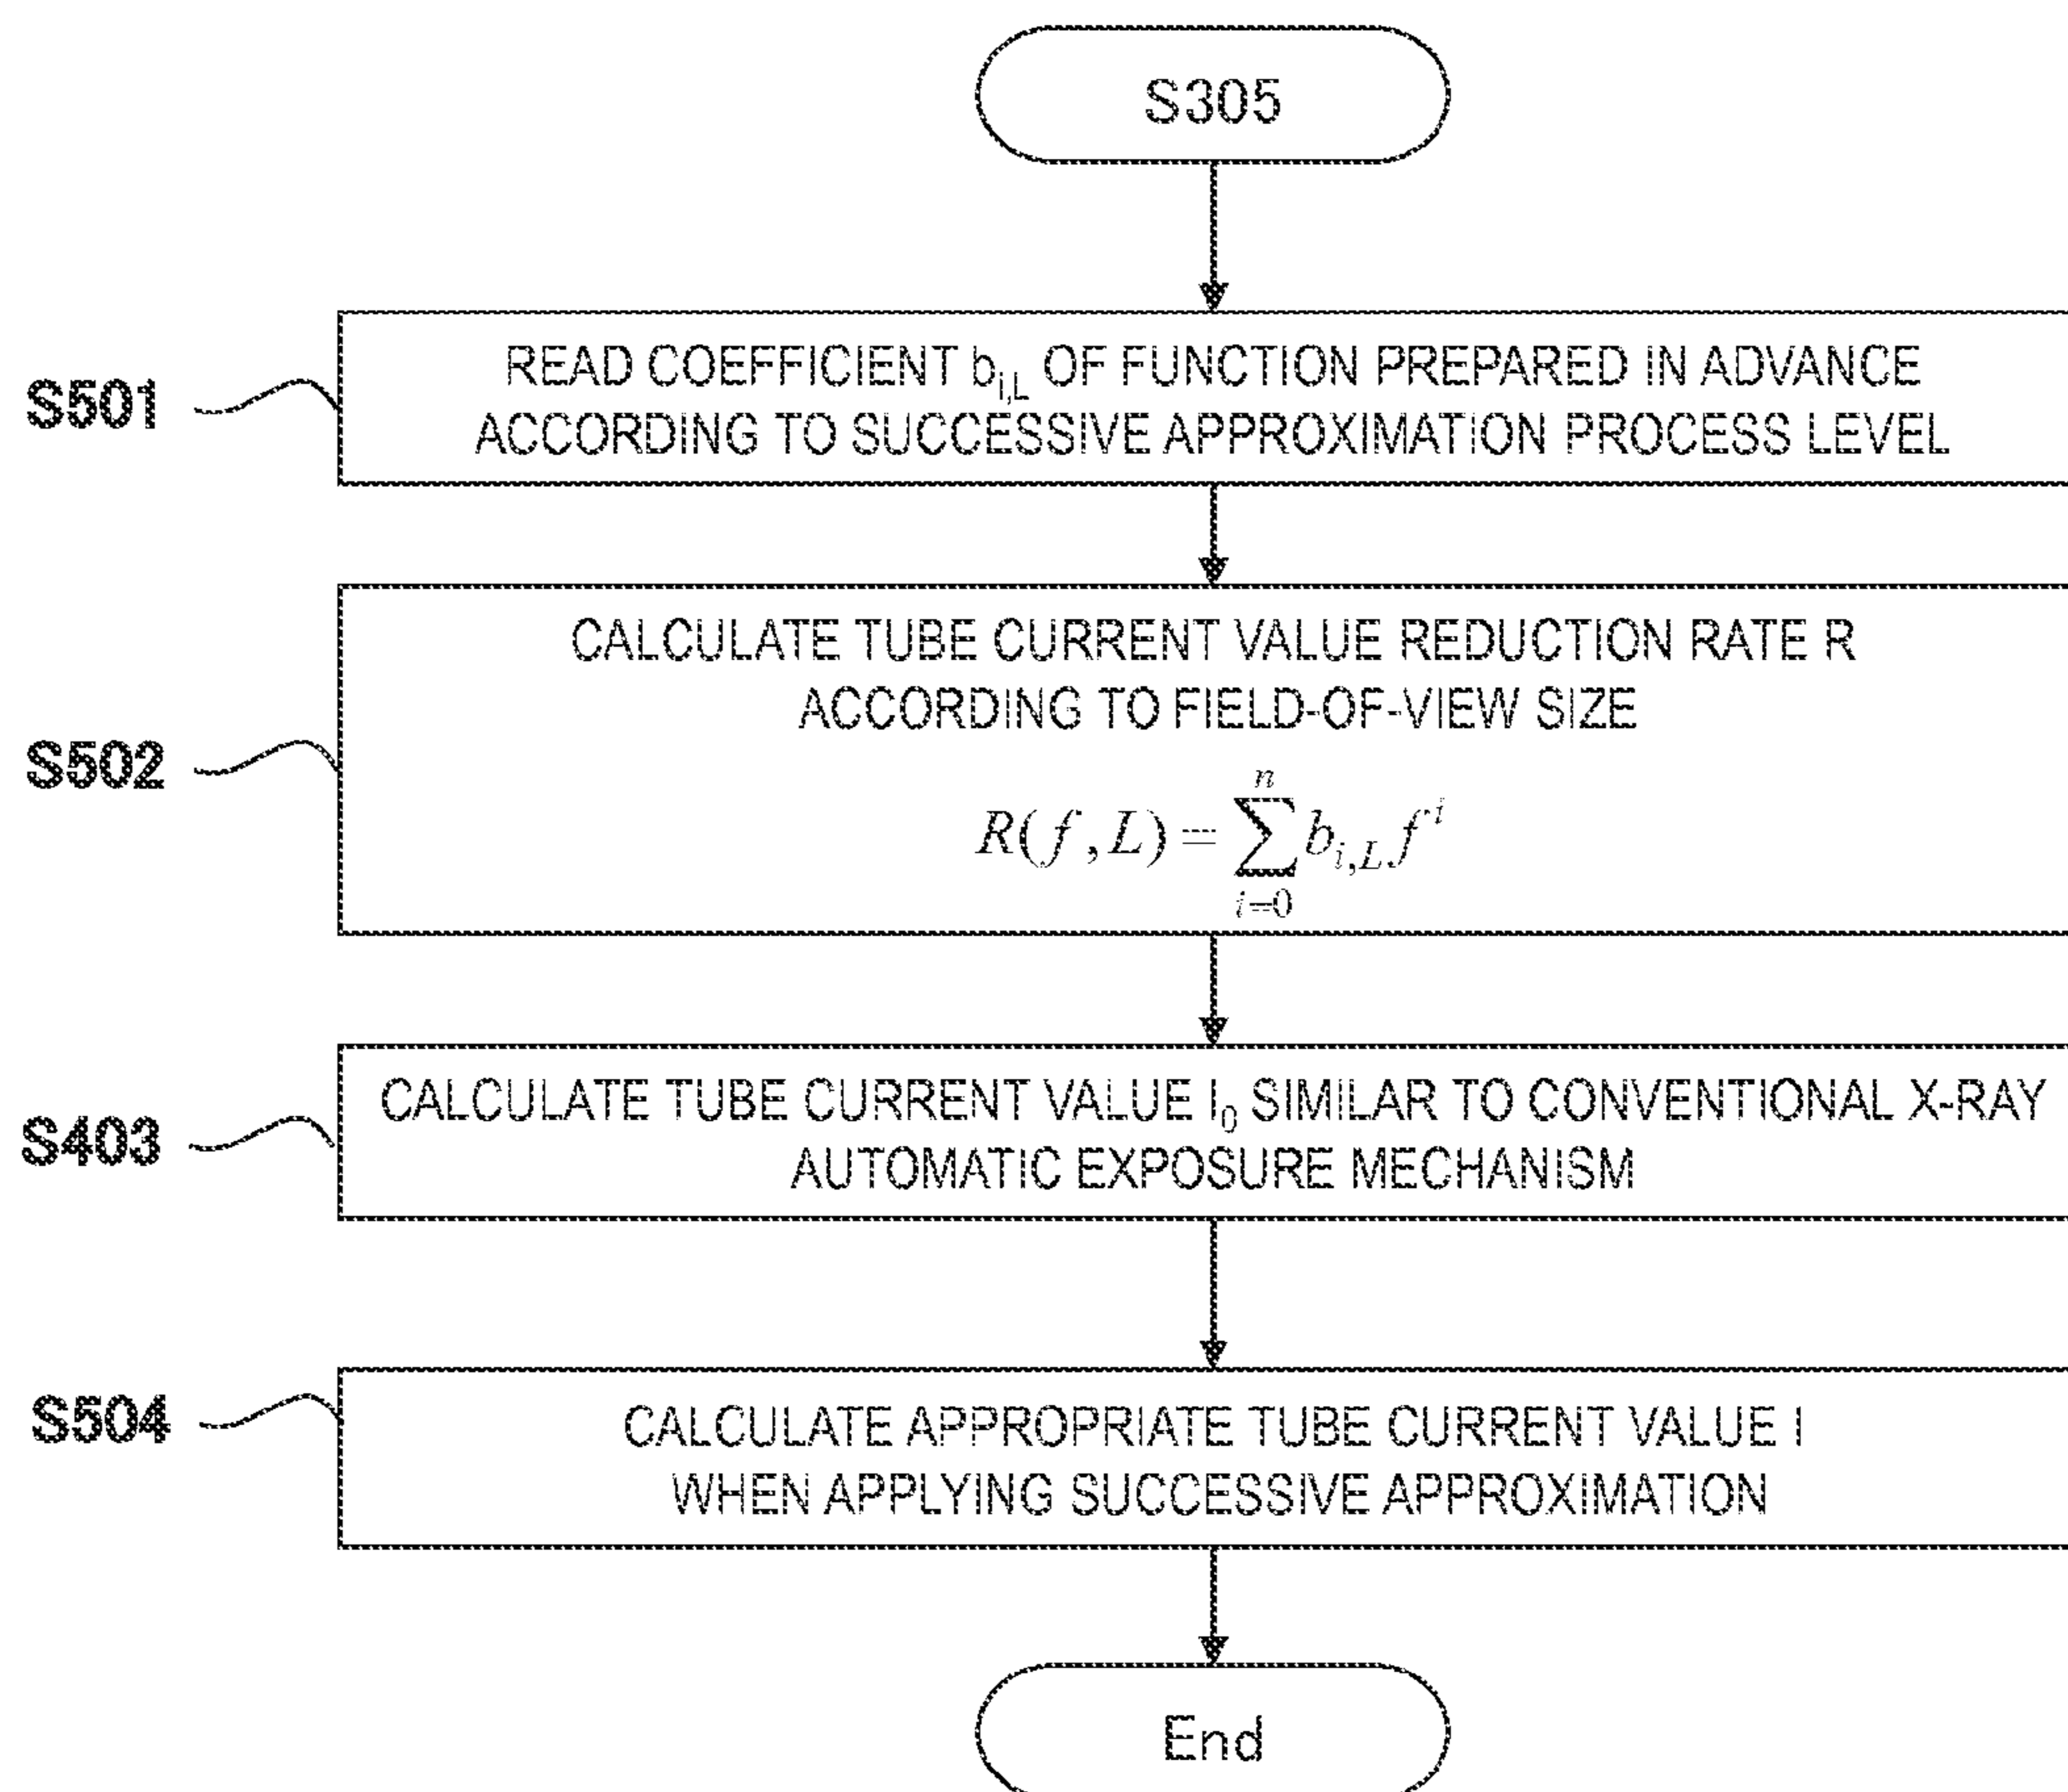 S305
S501
READ COEFFICIENT b_{i,L} OF FUNCTION PREPARED IN ADVANCE
ACCORDING TO SUCCESSIVE APPROXIMATION PROCESS LEVEL
S502
CALCULATE TUBE CURRENT VALUE REDUCTION RATE R
ACCORDING TO FIELD-OF-VIEW SIZE
R(f, L) = \sum_{i=0}^{n} b_{i,L} f^i
S403
CALCULATE TUBE CURRENT VALUE I_0 SIMILAR TO CONVENTIONAL X-RAY
AUTOMATIC EXPOSURE MECHANISM
S504
CALCULATE APPROPRIATE TUBE CURRENT VALUE I
WHEN APPLYING SUCCESSIVE APPROXIMATION
End